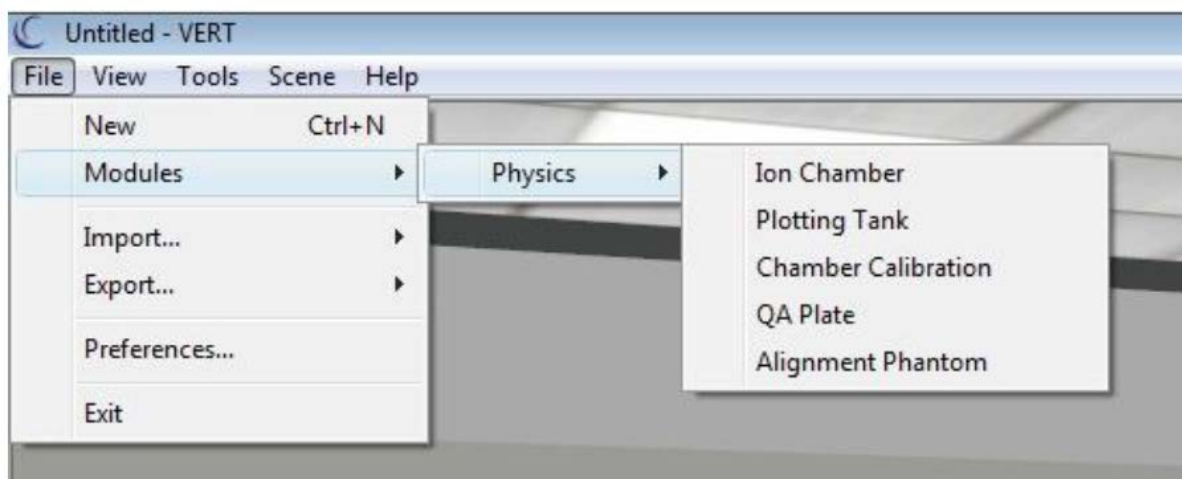 Untitled - VERT
File View Tools Scene Help
New Ctrl+N
Modules
Import...
Export...
Preferences...
Exit
Physics
Ion Chamber
Plotting Tank
Chamber Calibration
QA Plate
Alignment Phantom